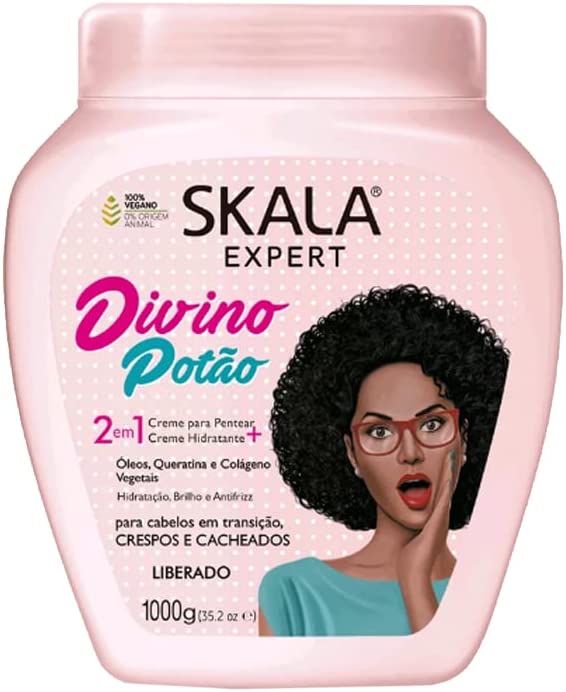 100%
VEGANO
0% ORIGEM
ANIMAL
SKALA®
EXPERT
Divino
Potão
2em1 Creme para Pentear
Creme Hidratante +
Óleos, Queratina e Colágeno
Vegetais
Hidratação, Brilho e Antifrizz
para cabelos em transição,
CRESPOS E CACHEADOS
LIBERADO
1000g (35.2 oz ℮)